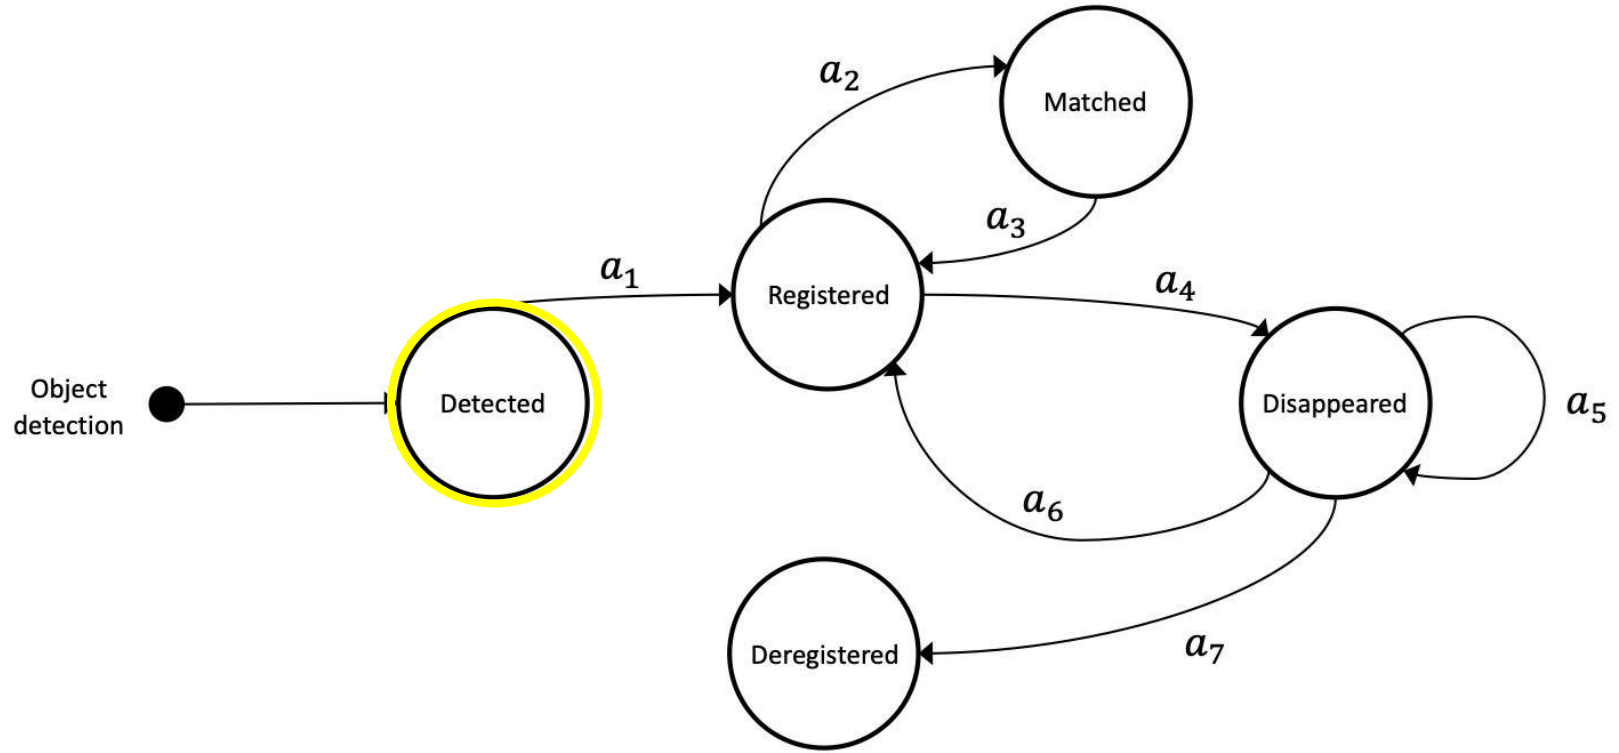 a2
Matched
a3
a1
a4
Registered
Object
detection
Detected
Disappeared
a5
a6
a7
Deregistered